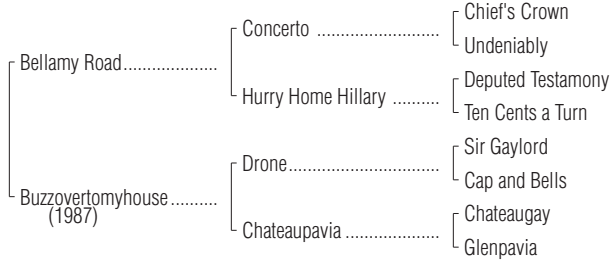 Chief's Crown
Concerto ........................
Undeniably
Bellamy Road..................
Deputed Testamony
Hurry Home Hillary .........
Ten Cents a Turn
Sir Gaylord
Drone.............................
Cap and Bells
Buzzovertomyhouse .........
(1987)
Chateaugay
Chateaupavia ..................
Glenpavia